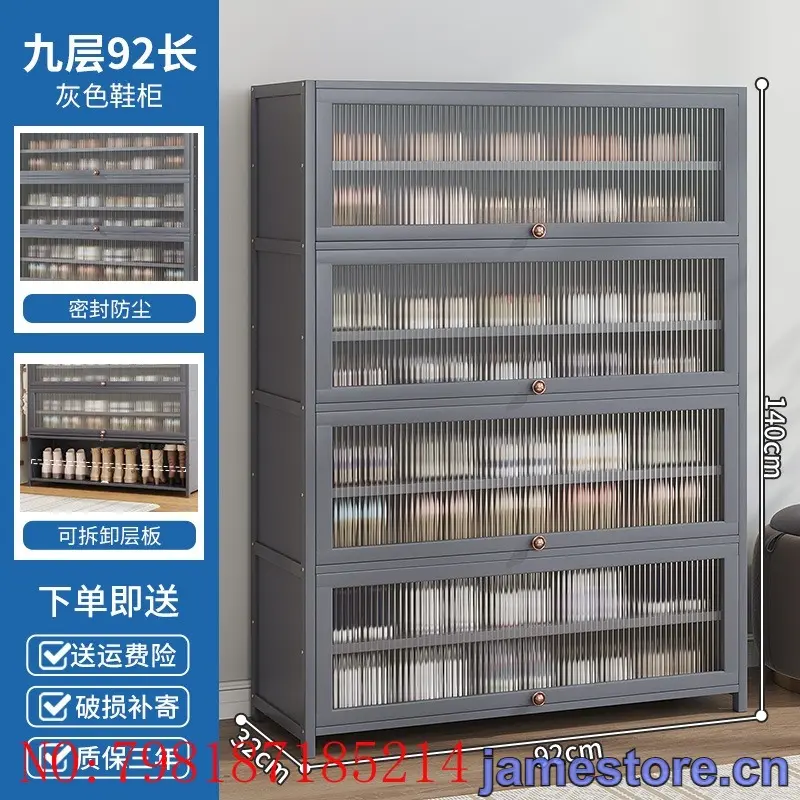 九层92长
灰色鞋柜
密封防尘
可拆卸层板
下单即送
送运费险
破损补寄
质保三年
140cm
32cm
92cm
NO:798187185214
jamestore.cn